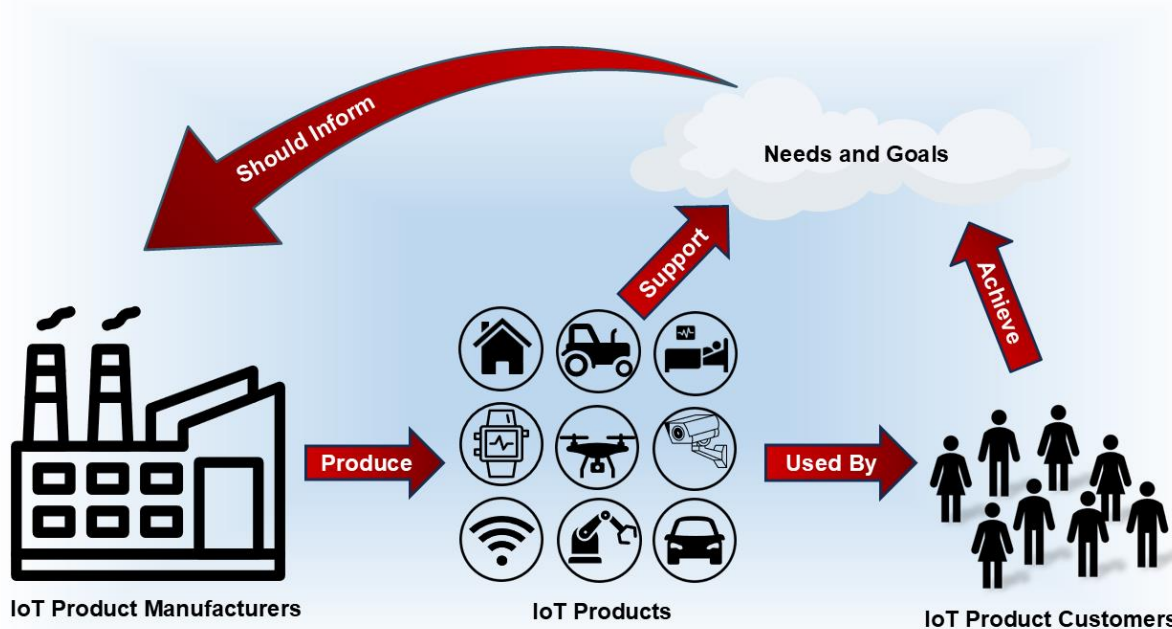 Should Inform
Needs and Goals
Support
Achieve
Produce
Used By
IoT Product Manufacturers
IoT Products
IoT Product Customers